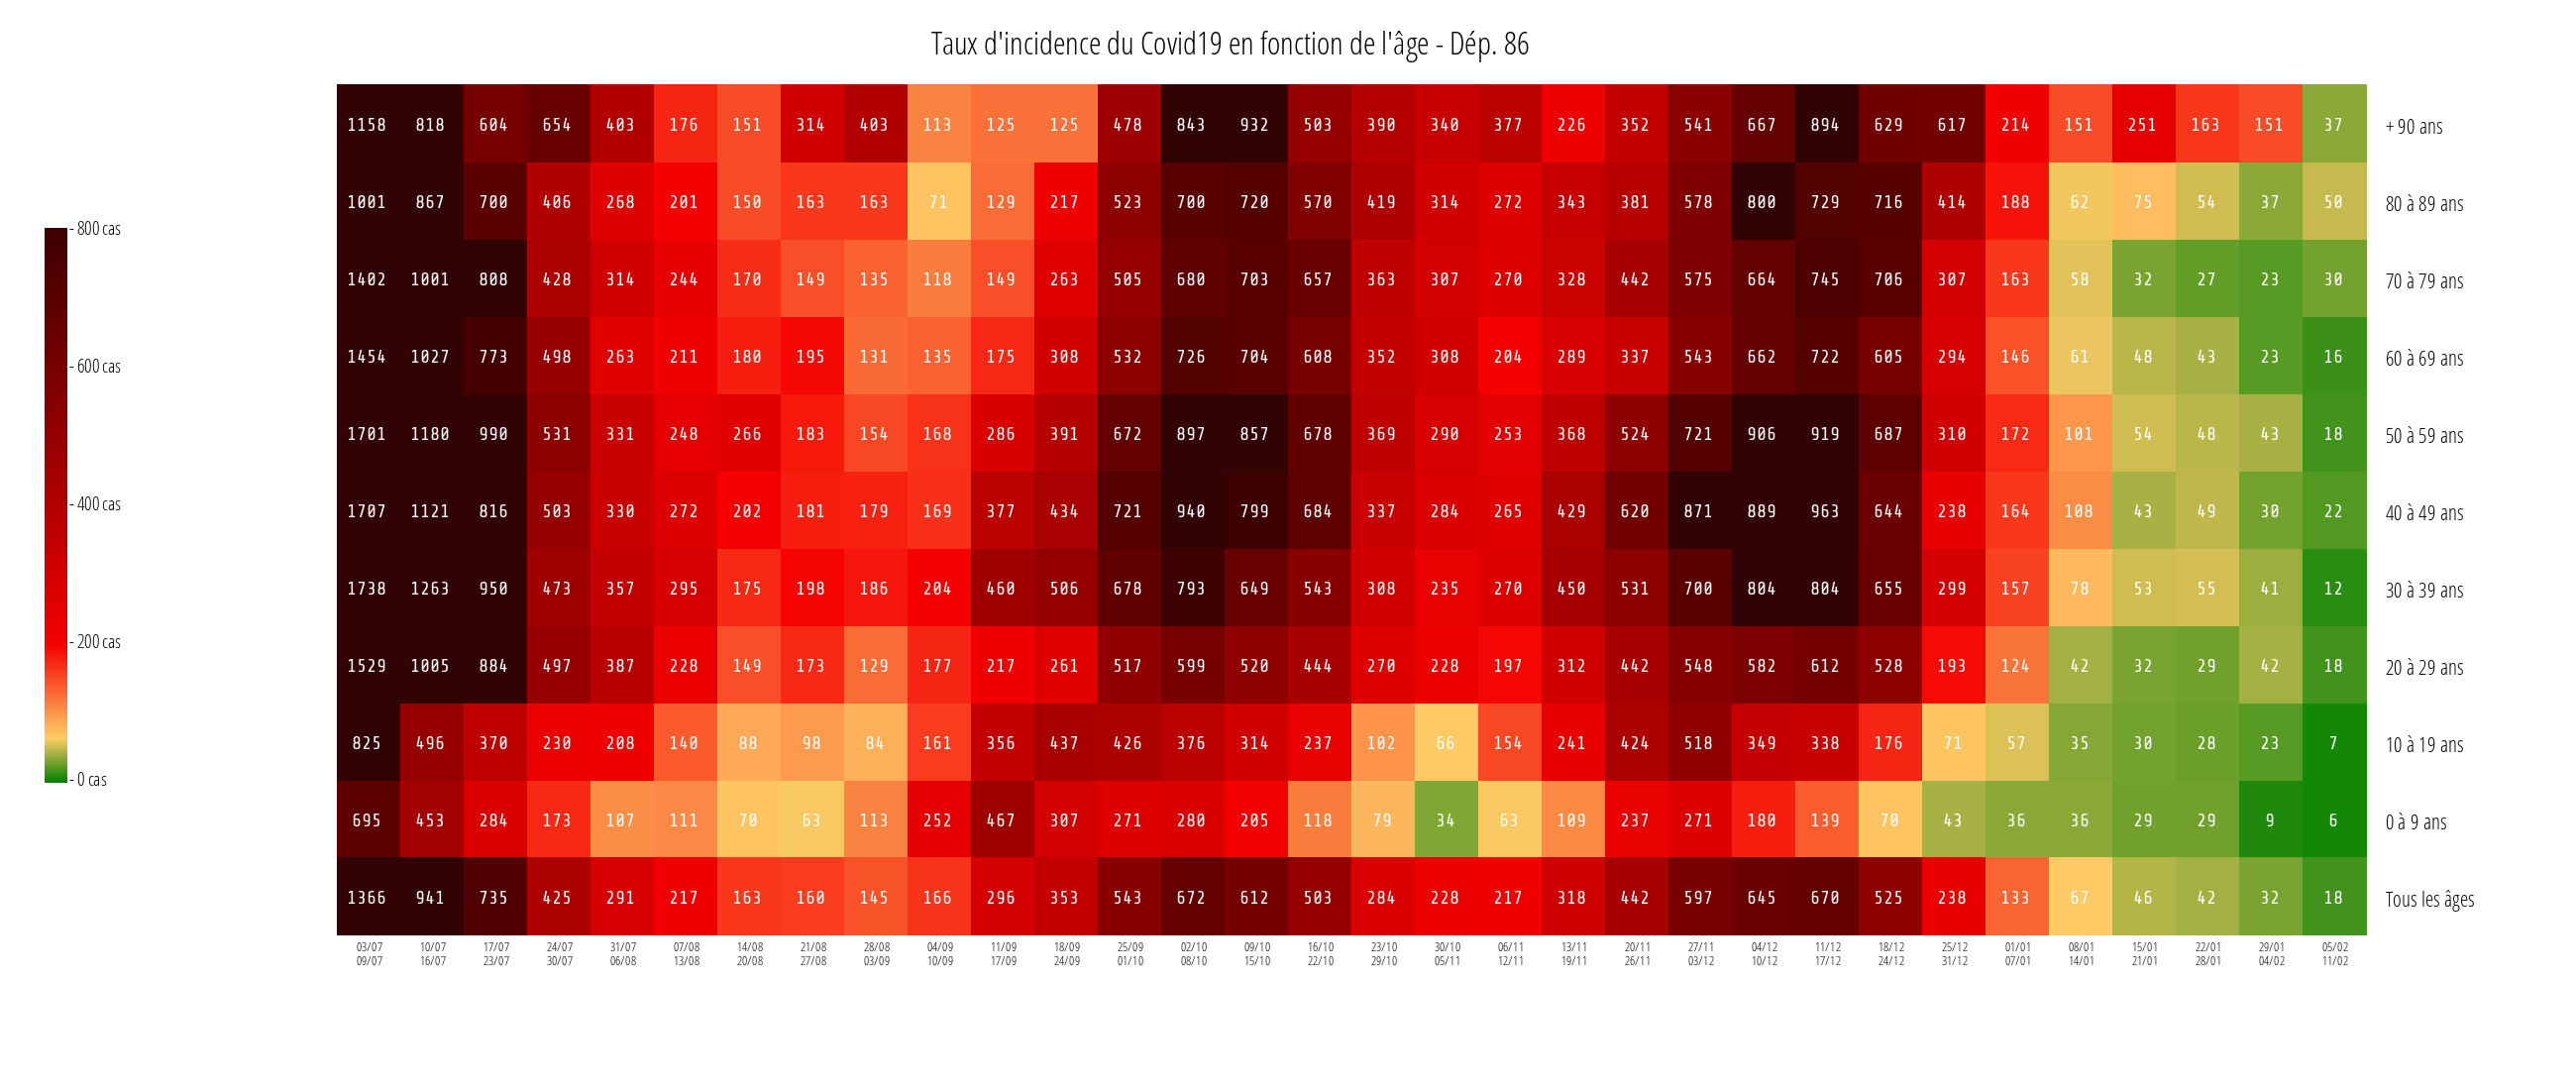 Taux d'incidence du Covid19 en fonction de l'âge - Dép. 86
- 800 cas
- 600 cas
- 400 cas
- 200 cas
- 0 cas
1158 818 604 654 403 176 151 314 403 113 125 125 478 843 932 503 390 340 377 226 352 541 667 894 629 617 214 151 251 163 151 37 + 90 ans
1001 867 700 406 268 201 150 163 163 71 129 217 523 700 720 570 419 314 272 343 381 578 800 729 716 414 188 62 75 54 37 50 80 à 89 ans
1402 1001 808 428 314 244 170 149 135 118 149 263 505 680 703 657 363 307 270 328 442 575 664 745 706 307 163 58 32 27 23 30 70 à 79 ans
1454 1027 773 498 263 211 180 195 131 135 175 308 532 726 704 608 352 308 204 289 337 543 662 722 605 294 146 61 48 43 23 16 60 à 69 ans
1701 1180 990 531 331 248 266 183 154 168 286 391 672 897 857 678 369 290 253 368 524 721 906 919 687 310 172 101 54 48 43 18 50 à 59 ans
1707 1121 816 503 330 272 202 181 179 169 377 434 721 940 799 684 337 284 265 429 620 871 889 963 644 238 164 108 43 49 30 22 40 à 49 ans
1738 1263 950 473 357 295 175 198 186 204 460 506 678 793 649 543 308 235 270 450 531 700 804 804 655 299 157 78 53 55 41 12 30 à 39 ans
1529 1005 884 497 387 228 149 173 129 177 217 261 517 599 520 444 270 228 197 312 442 548 582 612 528 193 124 42 32 29 42 18 20 à 29 ans
825 496 370 230 208 140 88 98 84 161 356 437 426 376 314 237 102 66 154 241 424 518 349 338 176 71 57 35 30 28 23 7 10 à 19 ans
695 453 284 173 107 111 70 63 113 252 467 307 271 280 205 118 79 34 63 109 237 271 180 139 70 43 36 36 29 29 9 6 0 à 9 ans
1366 941 735 425 291 217 163 160 145 166 296 353 543 672 612 503 284 228 217 318 442 597 645 670 525 238 133 67 46 42 32 18 Tous les âges
03/07 10/07 17/07 24/07 31/07 07/08 14/08 21/08 28/08 04/09 11/09 18/09 25/09 02/10 09/10 16/10 23/10 30/10 06/11 13/11 20/11 27/11 04/12 11/12 18/12 25/12 01/01 08/01 15/01 22/01 29/01 05/02
09/07 16/07 23/07 30/07 06/08 13/08 20/08 27/08 03/09 10/09 17/09 24/09 01/10 08/10 15/10 22/10 29/10 05/11 12/11 19/11 26/11 03/12 10/12 17/12 24/12 31/12 07/01 14/01 21/01 28/01 04/02 11/02